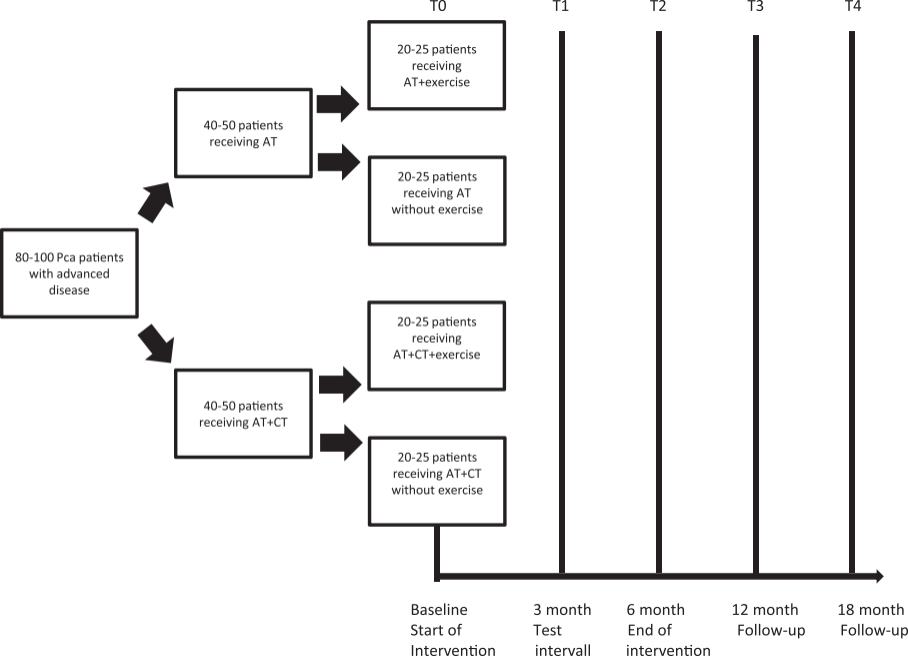 T0
T1
T2
T3
T4
20-25 patients
receiving
AT+exercise
40-50 patients
receiving AT
20-25 patients
receiving AT
without exercise
80-100 Pca patients
with advanced
disease
20-25 patients
receiving
AT+CT+exercise
40-50 patients
receiving AT+CT
20-25 patients
receiving AT+CT
without exercise
Baseline
Start of
Intervention
3 month
Test
intervall
6 month
End of
intervention
12 month
Follow-up
18 month
Follow-up